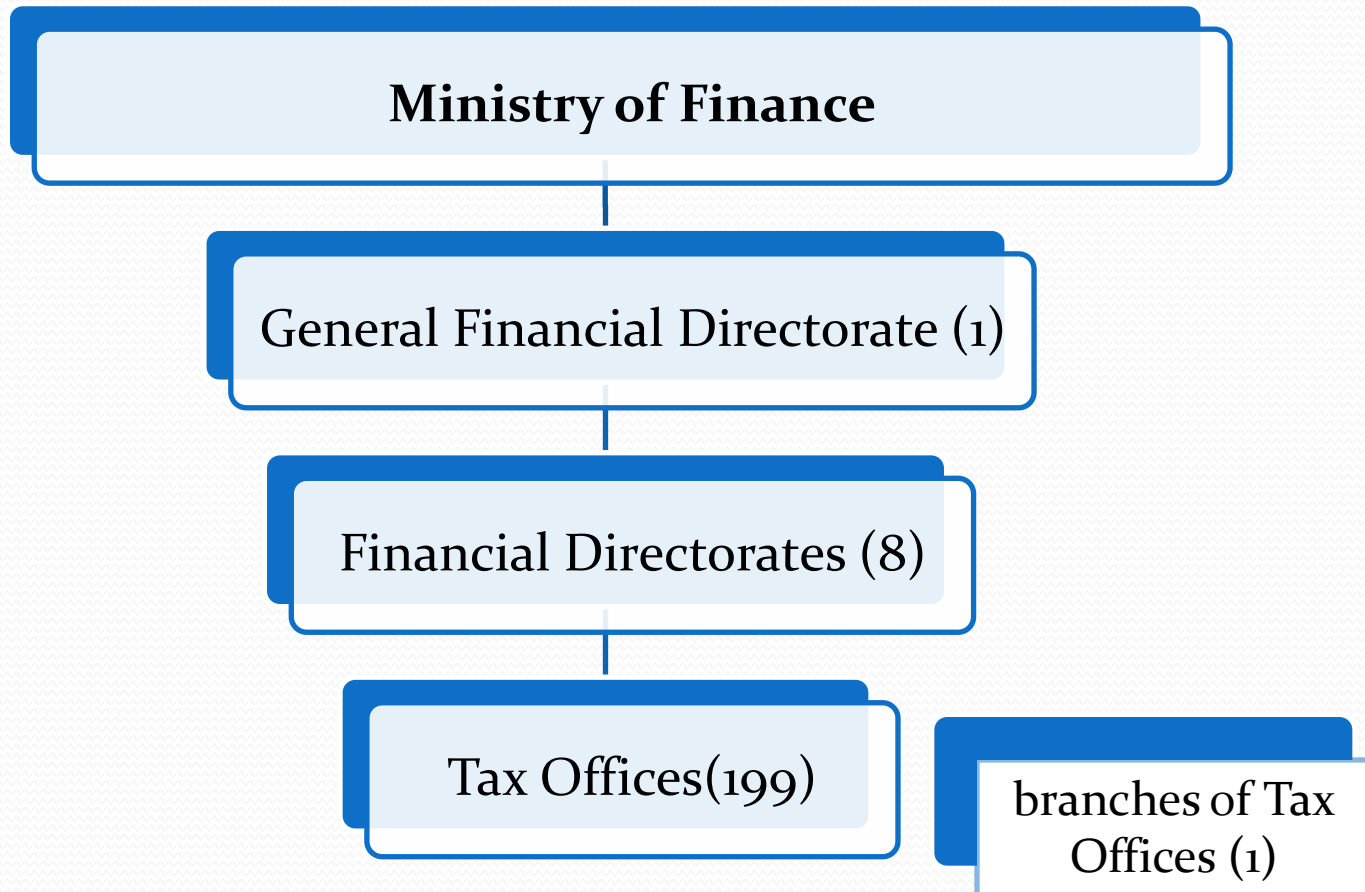 Ministry of Finance
General Financial Directorate (1)
Financial Directorates (8)
Tax Offices(199)
branches of Tax
Offices (1)